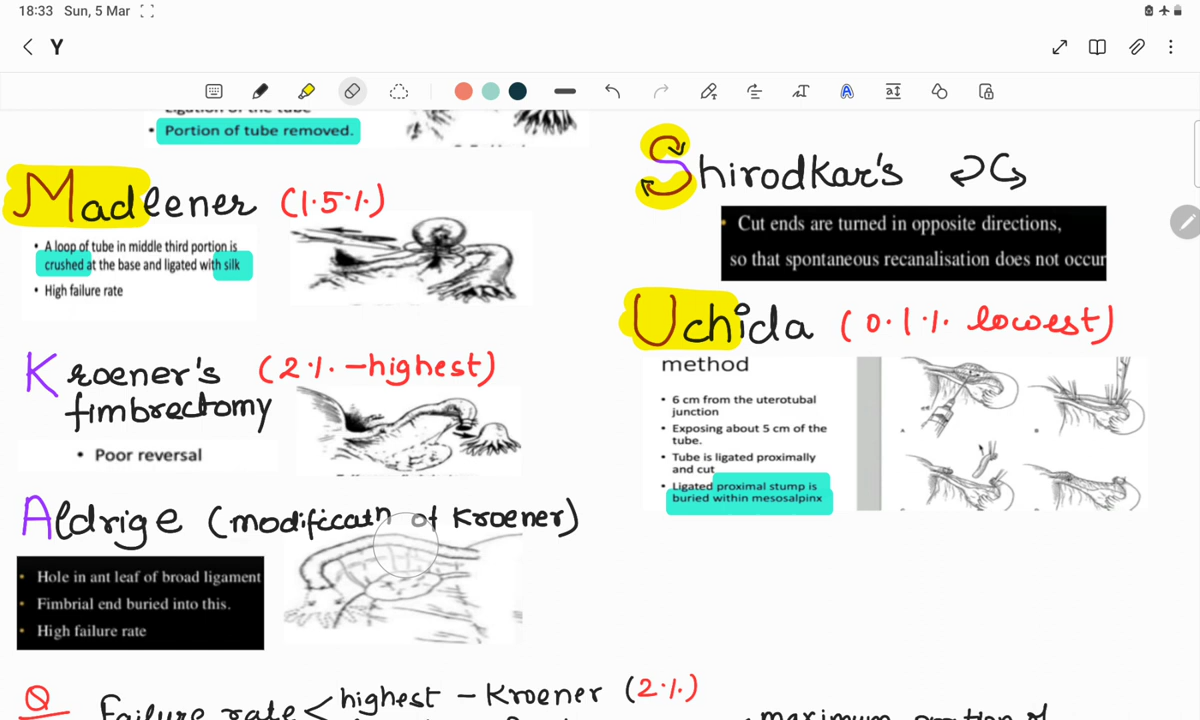 18:33 Sun, 5 Mar
Y
Ligation of the tube
• Portion of tube removed.
Madlener (1.5%)
• A loop of tube in middle third portion is
crushed at the base and ligated with silk
• High failure rate
Kroener's (2% - highest)
fimbrectomy
• Poor reversal
Aldrige (modificatn of Kroener)
• Hole in ant leaf of broad ligament
• Fimbrial end buried into this.
• High failure rate
Q Failure rate < highest - Kroener (2%)
Shirodkar's
• Cut ends are turned in opposite directions,
so that spontaneous recanalisation does not occur
Uchida (0.1% lowest)
method
• 6 cm from the uterotubal
junction
• Exposing about 5 cm of the
tube.
• Tube is ligated proximally
and cut
• Ligated proximal stump is
buried within mesosalpinx